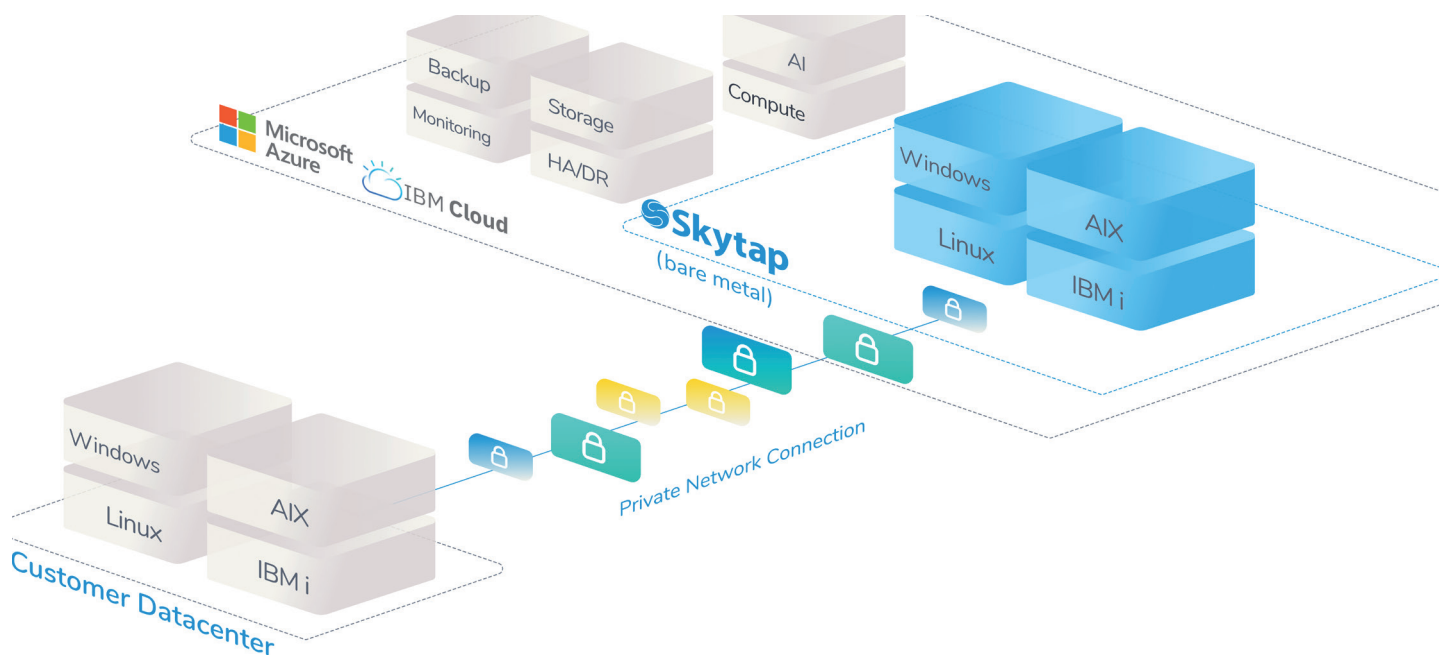 Backup
Monitoring
Storage
HA/DR
AI
Compute
Microsoft
Azure
IBM Cloud
Skytap
(bare metal)
Windows
Linux
AIX
IBM i
Private Network Connection
Windows
Linux
AIX
IBM i
Customer Datacenter